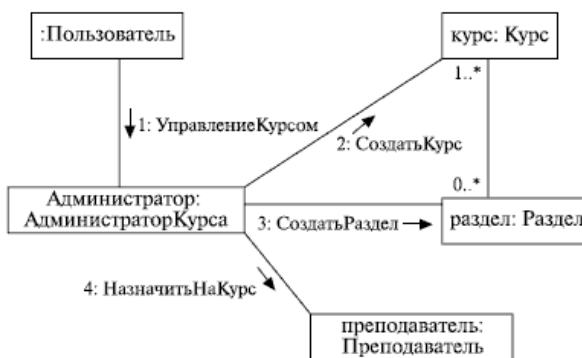 :Пользователь
курс: Курс
1..*
1: УправлениеКурсом
2: СоздатьКурс
Администратор:
АдминистраторКурса
0..*
3: СоздатьРаздел
раздел: Раздел
4: НазначитьНаКурс
преподаватель:
Преподаватель